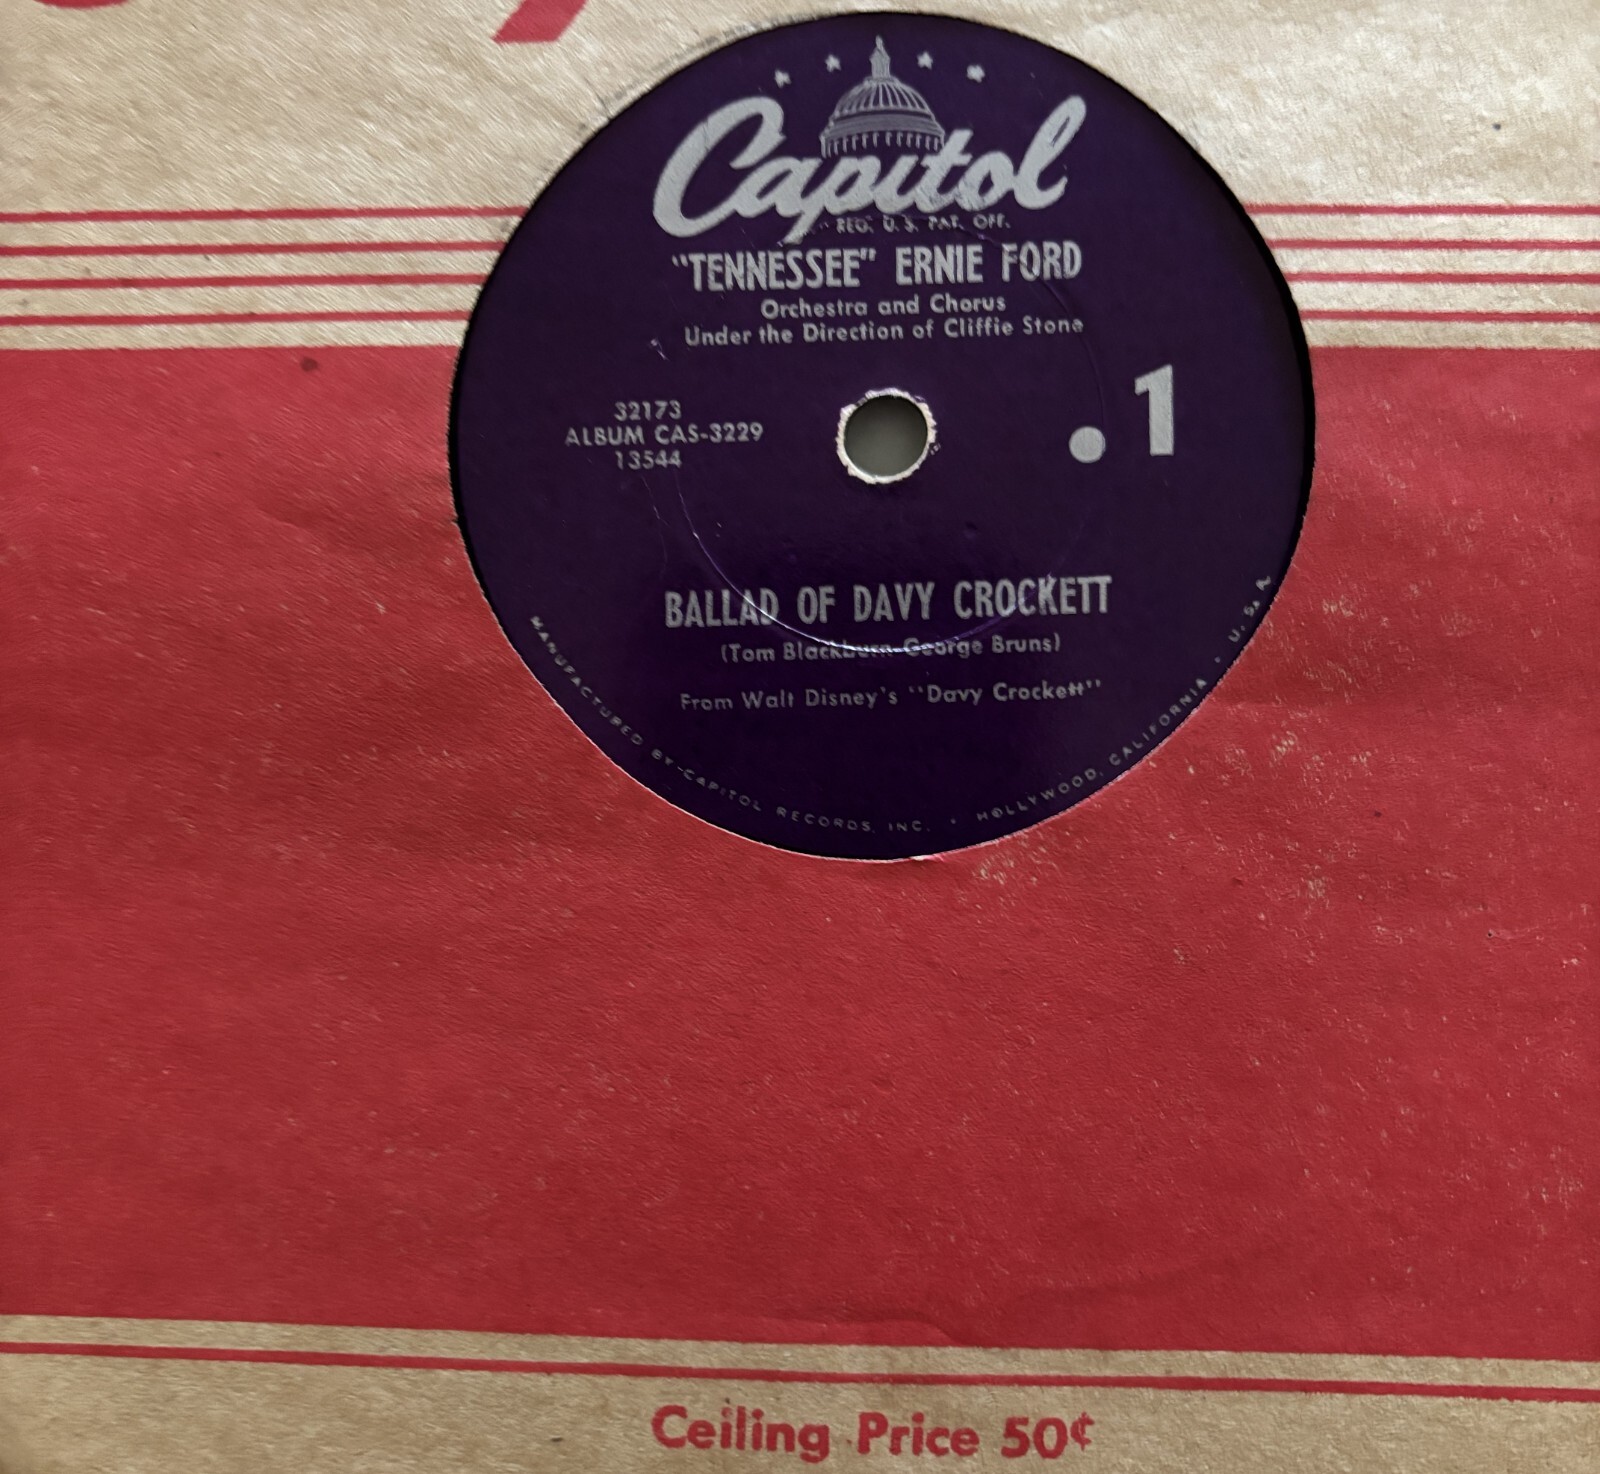 Capitol
REG. U. S. PAT. OFF.
"TENNESSEE" ERNIE FORD
Orchestra and Chorus
Under the Direction of Cliffie Stone
.1
32173
ALBUM CAS-3229
13544
BALLAD OF DAVY CROCKETT
(Tom Blackburn-George Bruns)
From Walt Disney's "Davy Crockett"
MANUFACTURED BY CAPITOL RECORDS, INC. • HOLLYWOOD, CALIFORNIA • U. S. A.
Ceiling Price 50¢